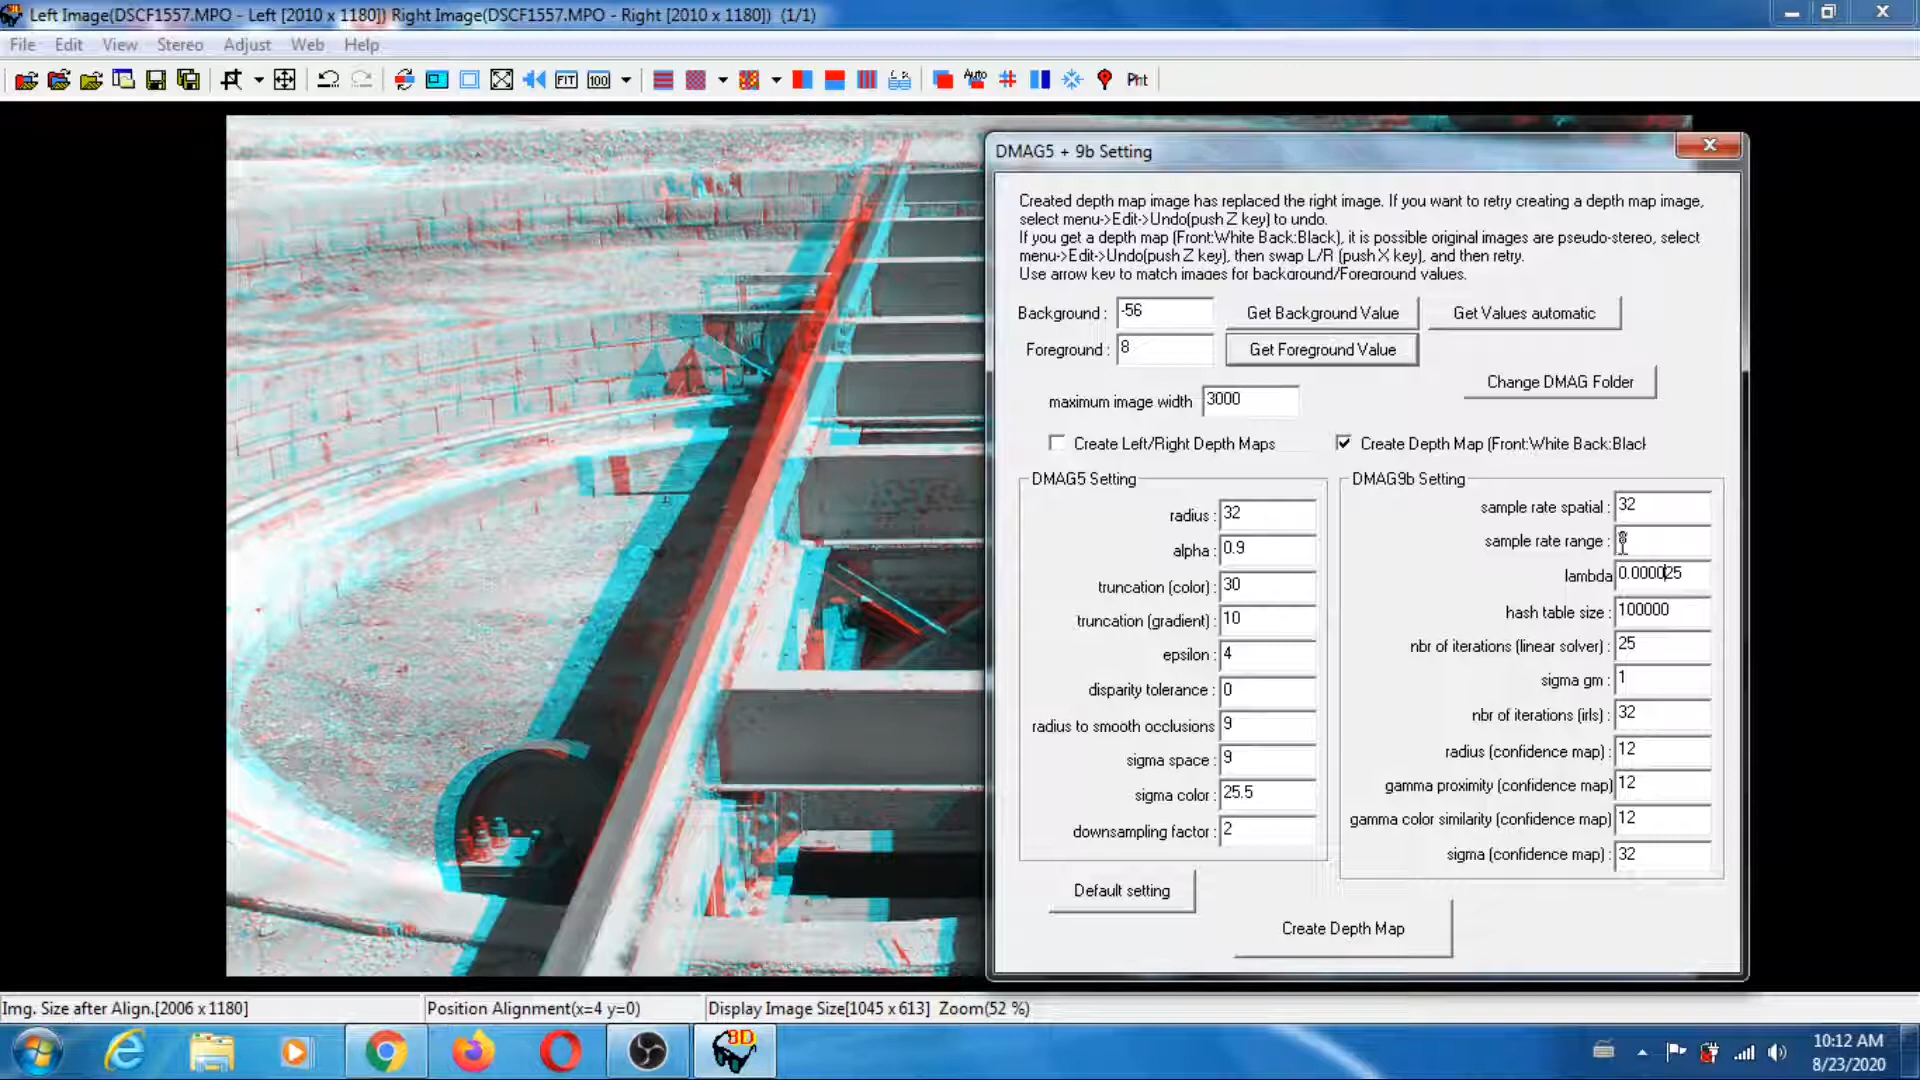 Left Image(DSCF1557.MPO - Left [2010 x 1180]) Right Image(DSCF1557.MPO - Right [2010 x 1180]) (1/1)
File Edit View Stereo Adjust Web Help
FIT 100 Auto Pht
DMAG5 + 9b Setting
Created depth map image has replaced the right image. If you want to retry creating a depth map image,
select menu->Edit->Undo(push Z key) to undo.
If you get a depth map (Front:White Back:Black), it is possible original images are pseudo-stereo, select
menu->Edit->Undo(push Z key), then swap L/R (push X key), and then retry.
Use arrow key to match images for background/Foreground values.
Background : -56 Get Background Value Get Values automatic
Foreground : 8 Get Foreground Value
Change DMAG Folder
maximum image width 3000
Create Left/Right Depth Maps Create Depth Map (Front:White Back:Black
DMAG5 Setting
radius : 32
alpha : 0.9
truncation (color) : 30
truncation (gradient) : 10
epsilon : 4
disparity tolerance : 0
radius to smooth occlusions 9
sigma space : 9
sigma color : 25.5
downsampling factor : 2
DMAG9b Setting
sample rate spatial : 32
sample rate range :
lambda 0.000025
hash table size : 100000
nbr of iterations (linear solver) : 25
sigma gm : 1
nbr of iterations (irls) : 32
radius (confidence map) : 12
gamma proximity (confidence map) 12
gamma color similarity (confidence map) 12
sigma (confidence map) : 32
Default setting
Create Depth Map
Img. Size after Align.[2006 x 1180] Position Alignment(x=4 y=0) Display Image Size[1045 x 613] Zoom(52 %)
10:12 AM
8/23/2020